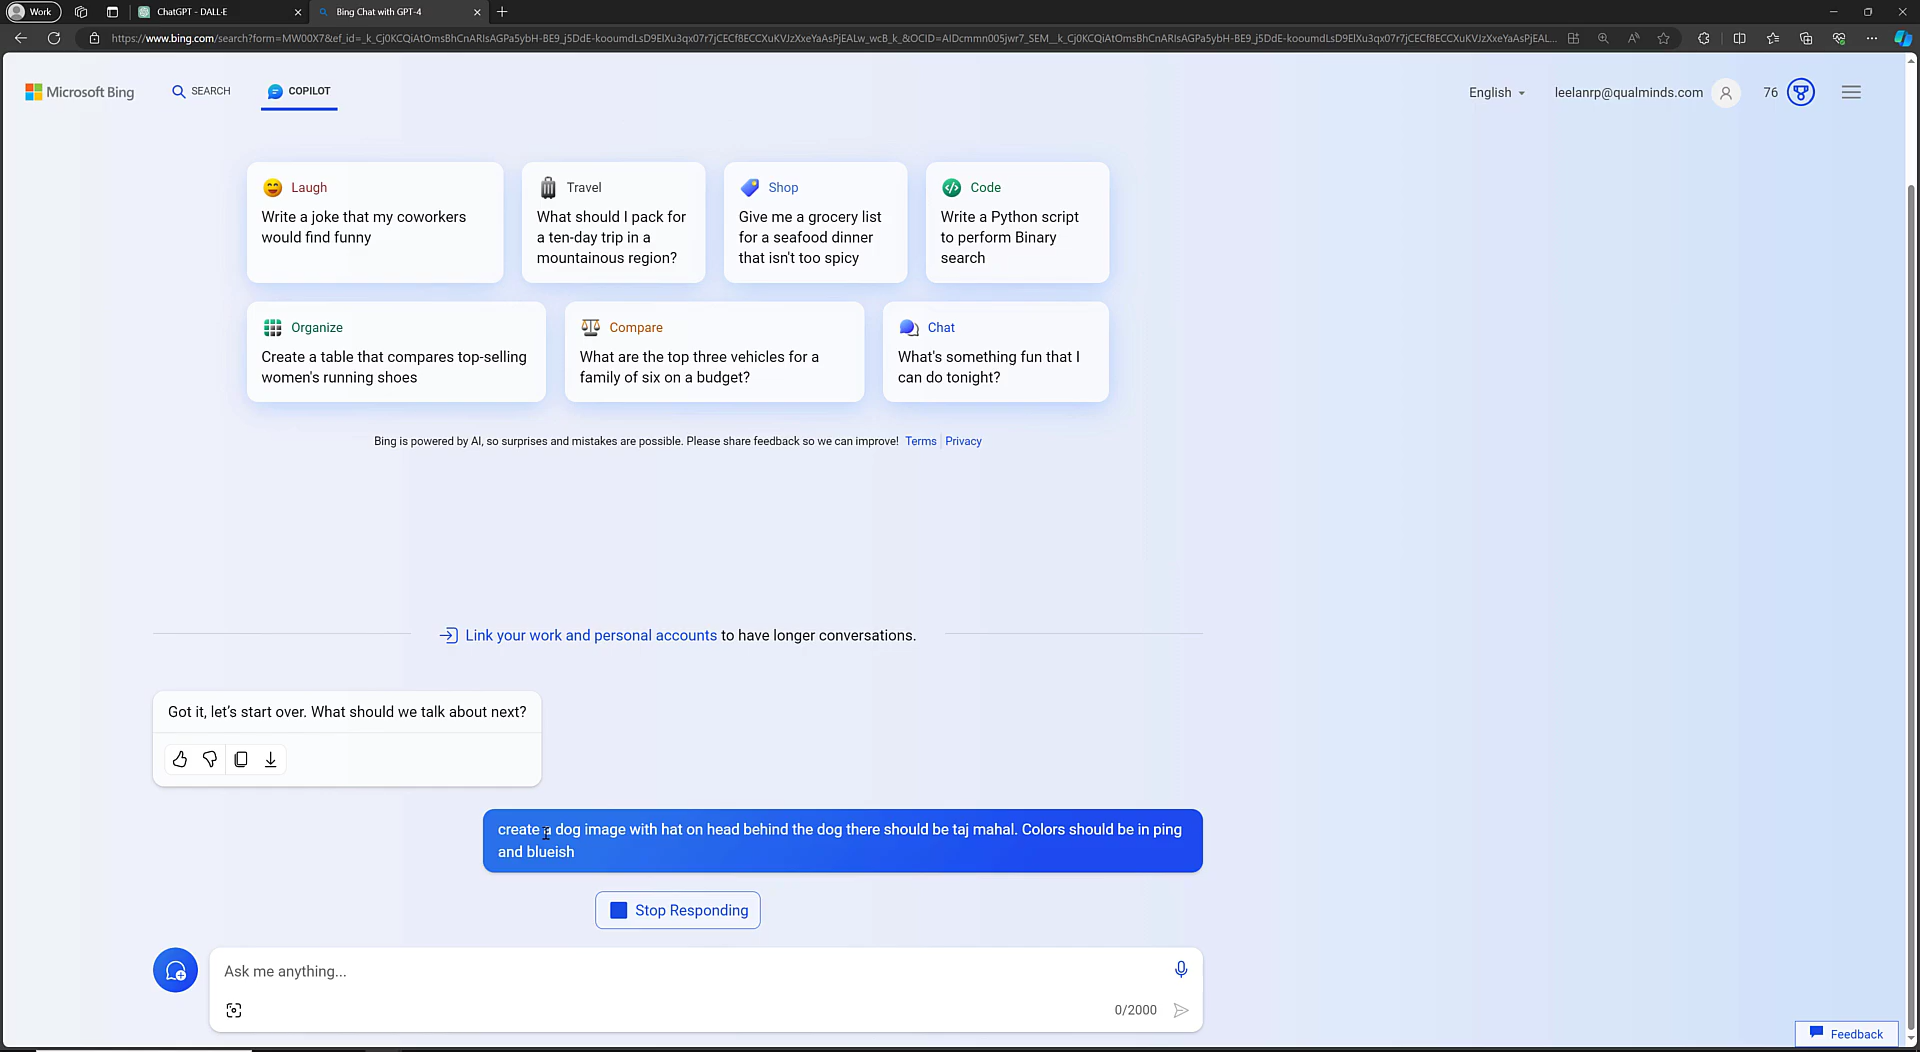 Work
ChatGPT - DALL·E
Bing Chat with GPT-4
Microsoft Bing
SEARCH
COPILOT
English
leelanrp@qualminds.com
76
Laugh
Write a joke that my coworkers
would find funny
Travel
What should I pack for
a ten-day trip in a
mountainous region?
Shop
Give me a grocery list
for a seafood dinner
that isn't too spicy
Code
Write a Python script
to perform Binary
search
Organize
Create a table that compares top-selling
women's running shoes
Compare
What are the top three vehicles for a
family of six on a budget?
Chat
What's something fun that I
can do tonight?
Bing is powered by AI, so surprises and mistakes are possible. Please share feedback so we can improve! Terms | Privacy
Link your work and personal accounts to have longer conversations.
Got it, let's start over. What should we talk about next?
create a dog image with hat on head behind the dog there should be taj mahal. Colors should be in ping
and blueish
Stop Responding
Ask me anything...
0/2000
Feedback